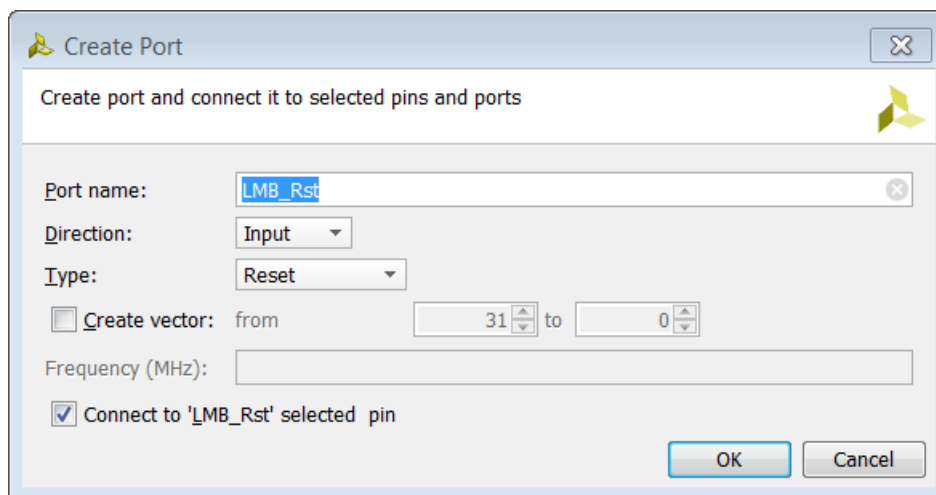 Create Port
Create port and connect it to selected pins and ports
Port name: LMB_Rst
Direction: Input
Type: Reset
Create vector: from 31 to 0
Frequency (MHz):
Connect to 'LMB_Rst' selected pin
OK Cancel